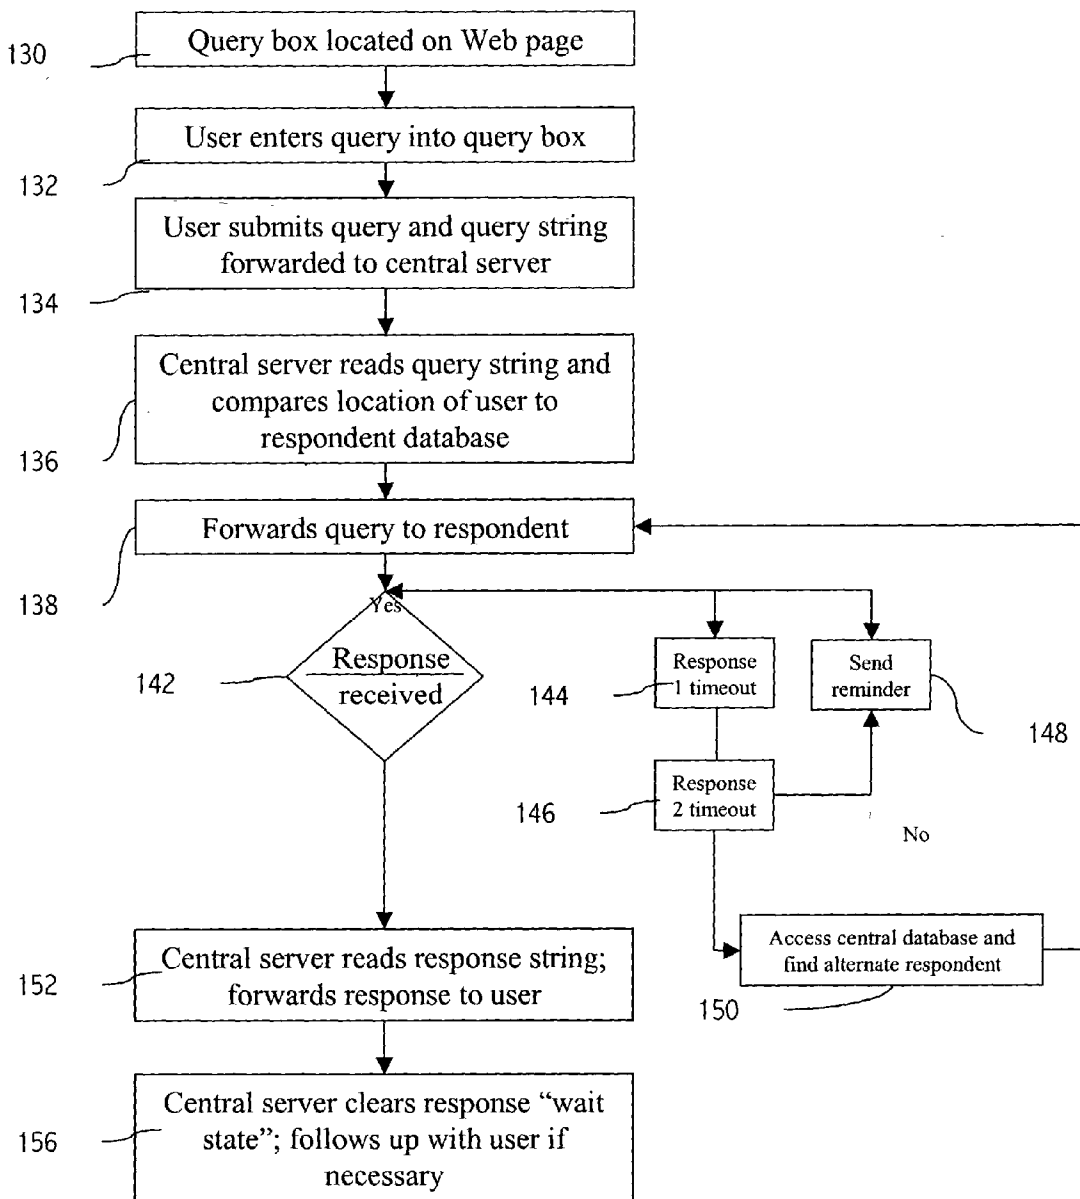 130
Query box located on Web page
User enters query into query box
132
User submits query and query string
forwarded to central server
134
Central server reads query string and
compares location of user to
respondent database
136
Forwards query to respondent
138
Yes
Response
received
142
Response
1 timeout
144
Send
reminder
148
Response
2 timeout
146
No
Access central database and
find alternate respondent
150
Central server reads response string;
forwards response to user
152
Central server clears response “wait
state”; follows up with user if
necessary
156